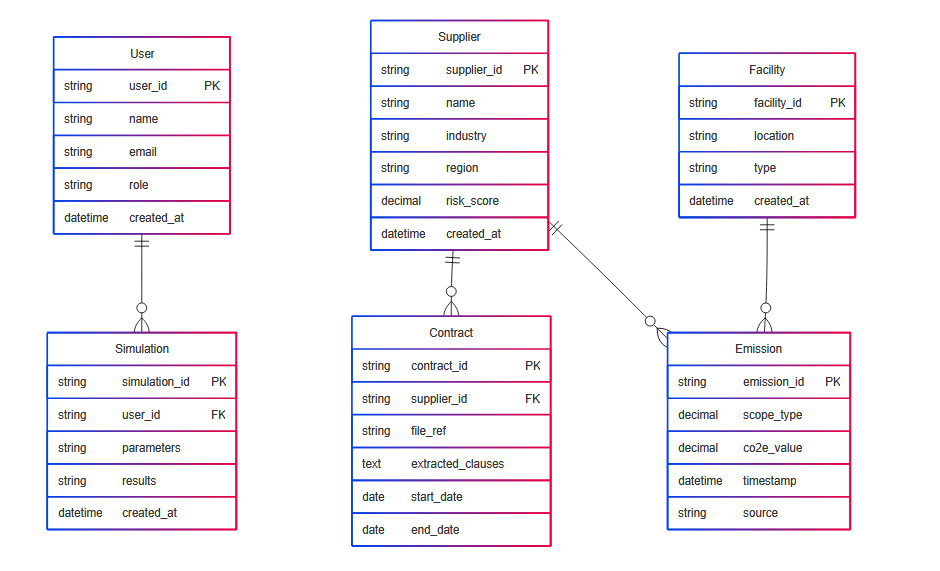 User
string user_id PK
string name
string email
string role
datetime created_at
Supplier
string supplier_id PK
string name
string industry
string region
decimal risk_score
datetime created_at
Facility
string facility_id PK
string location
string type
datetime created_at
Simulation
string simulation_id PK
string user_id FK
string parameters
string results
datetime created_at
Contract
string contract_id PK
string supplier_id FK
string file_ref
text extracted_clauses
date start_date
date end_date
Emission
string emission_id PK
decimal scope_type
decimal co2e_value
datetime timestamp
string source